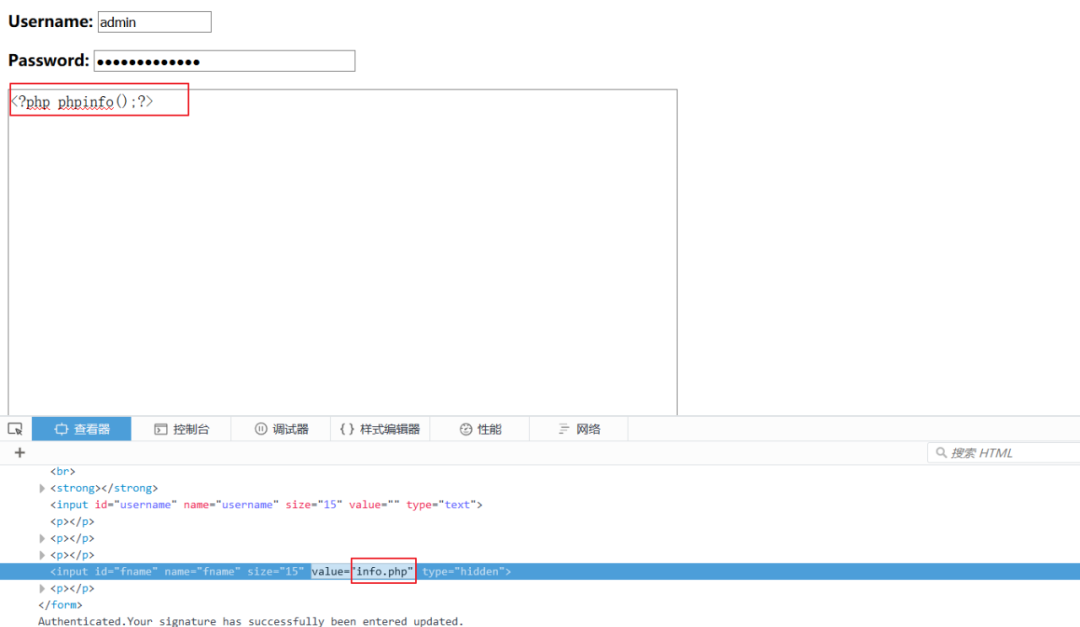 Username: admin
Password: •••••••••••••
<?php phpinfo();?>
查看器 控制台 调试器 {} 样式编辑器 性能 网络
+ 搜索 HTML
<br>
<strong></strong>
<input id="username" name="username" size="15" value="" type="text">
<p></p>
<p></p>
<p></p>
<input id="fname" name="fname" size="15" value="info.php" type="hidden">
<p></p>
</form>
Authenticated.Your signature has successfully been entered updated.